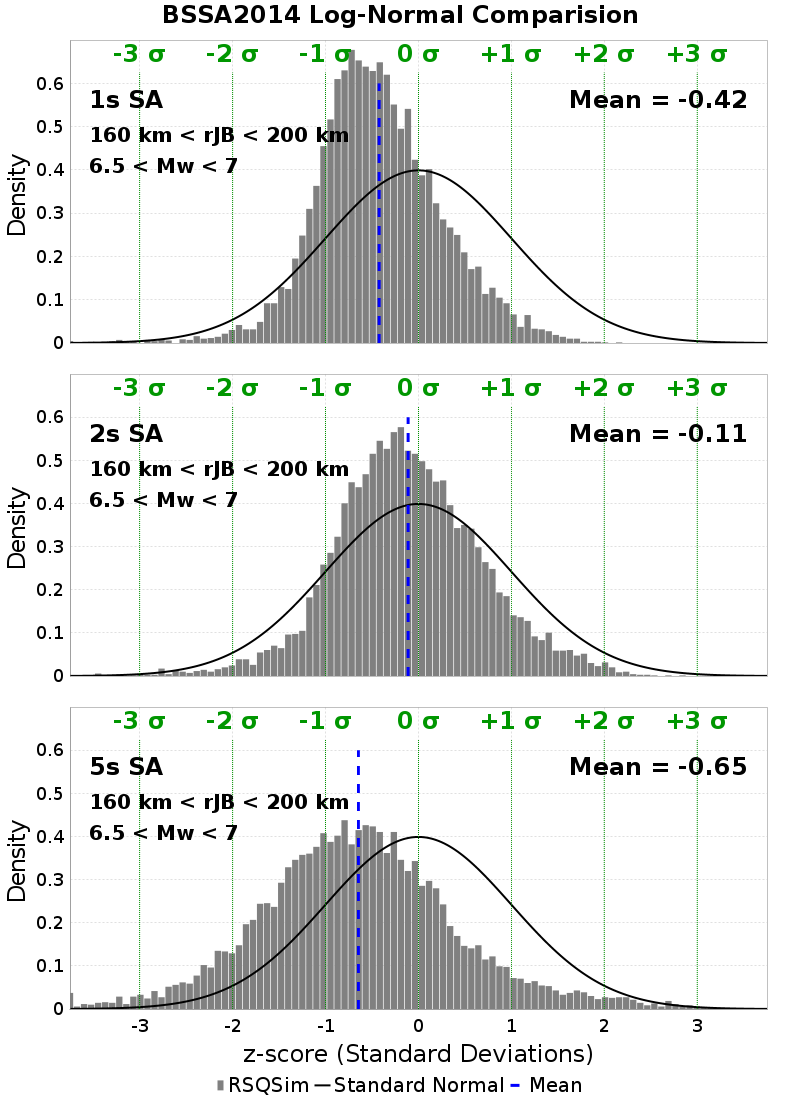 BSSA2014 Log-Normal Comparision
-3 σ -2 σ -1 σ 0 σ +1 σ +2 σ +3 σ
1s SA
Mean = -0.42
160 km < rJB < 200 km
6.5 < Mw < 7
Density
0.6
0.5
0.4
0.3
0.2
0.1
0
-3 σ -2 σ -1 σ 0 σ +1 σ +2 σ +3 σ
2s SA
Mean = -0.11
160 km < rJB < 200 km
6.5 < Mw < 7
Density
0.6
0.5
0.4
0.3
0.2
0.1
0
-3 σ -2 σ -1 σ 0 σ +1 σ +2 σ +3 σ
5s SA
Mean = -0.65
160 km < rJB < 200 km
6.5 < Mw < 7
Density
0.6
0.5
0.4
0.3
0.2
0.1
0
-3 -2 -1 0 1 2 3
z-score (Standard Deviations)
RSQSim Standard Normal Mean